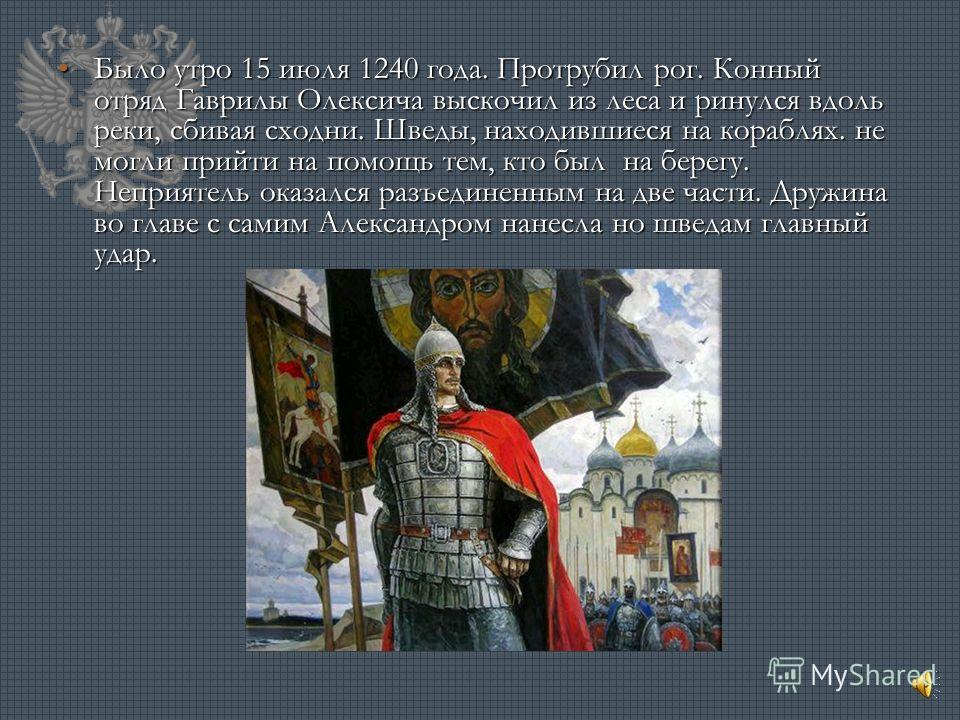 • Было утро 15 июля 1240 года. Протрубил рог. Конный
отряд Гаврилы Олексича выскочил из леса и ринулся вдоль
реки, сбивая сходни. Шведы, находившиеся на кораблях. не
могли прийти на помощь тем, кто был на берегу.
Неприятель оказался разъединенным на две части. Дружина
во главе с самим Александром нанесла но шведам главный
удар.
MyShared